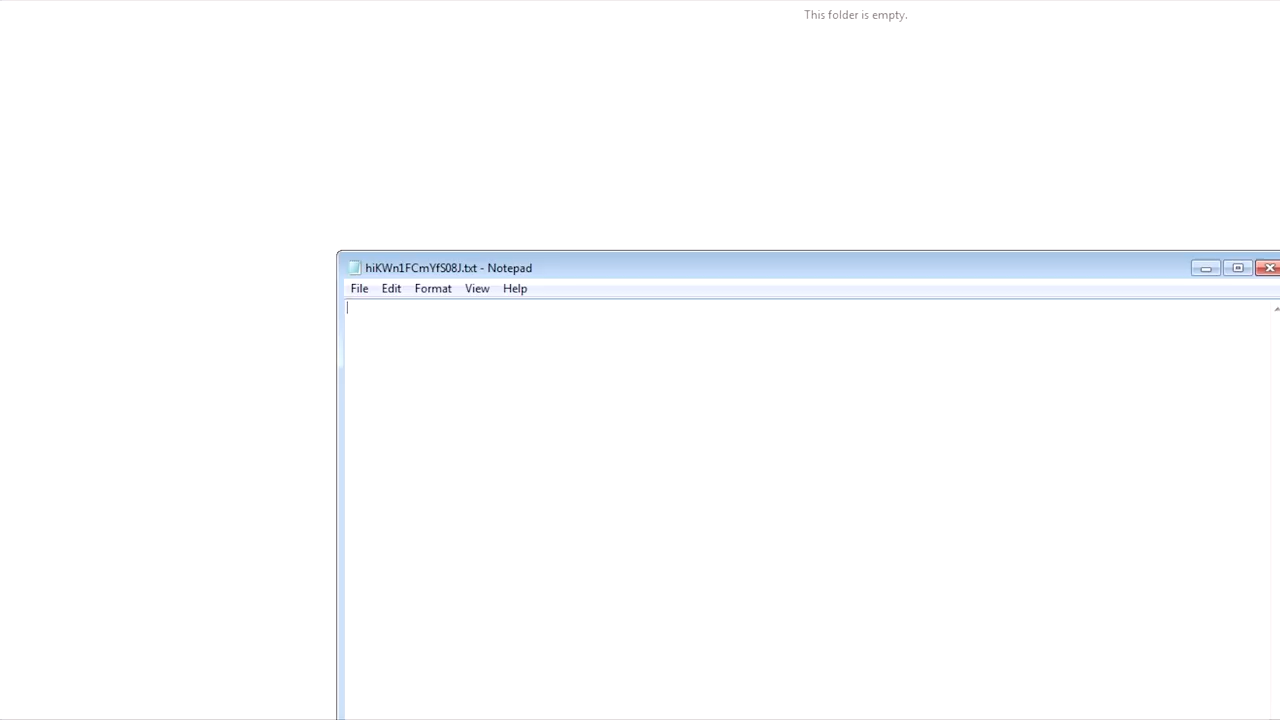 This folder is empty.
hiKWn1FCmYfS08J.txt - Notepad
File Edit Format View Help